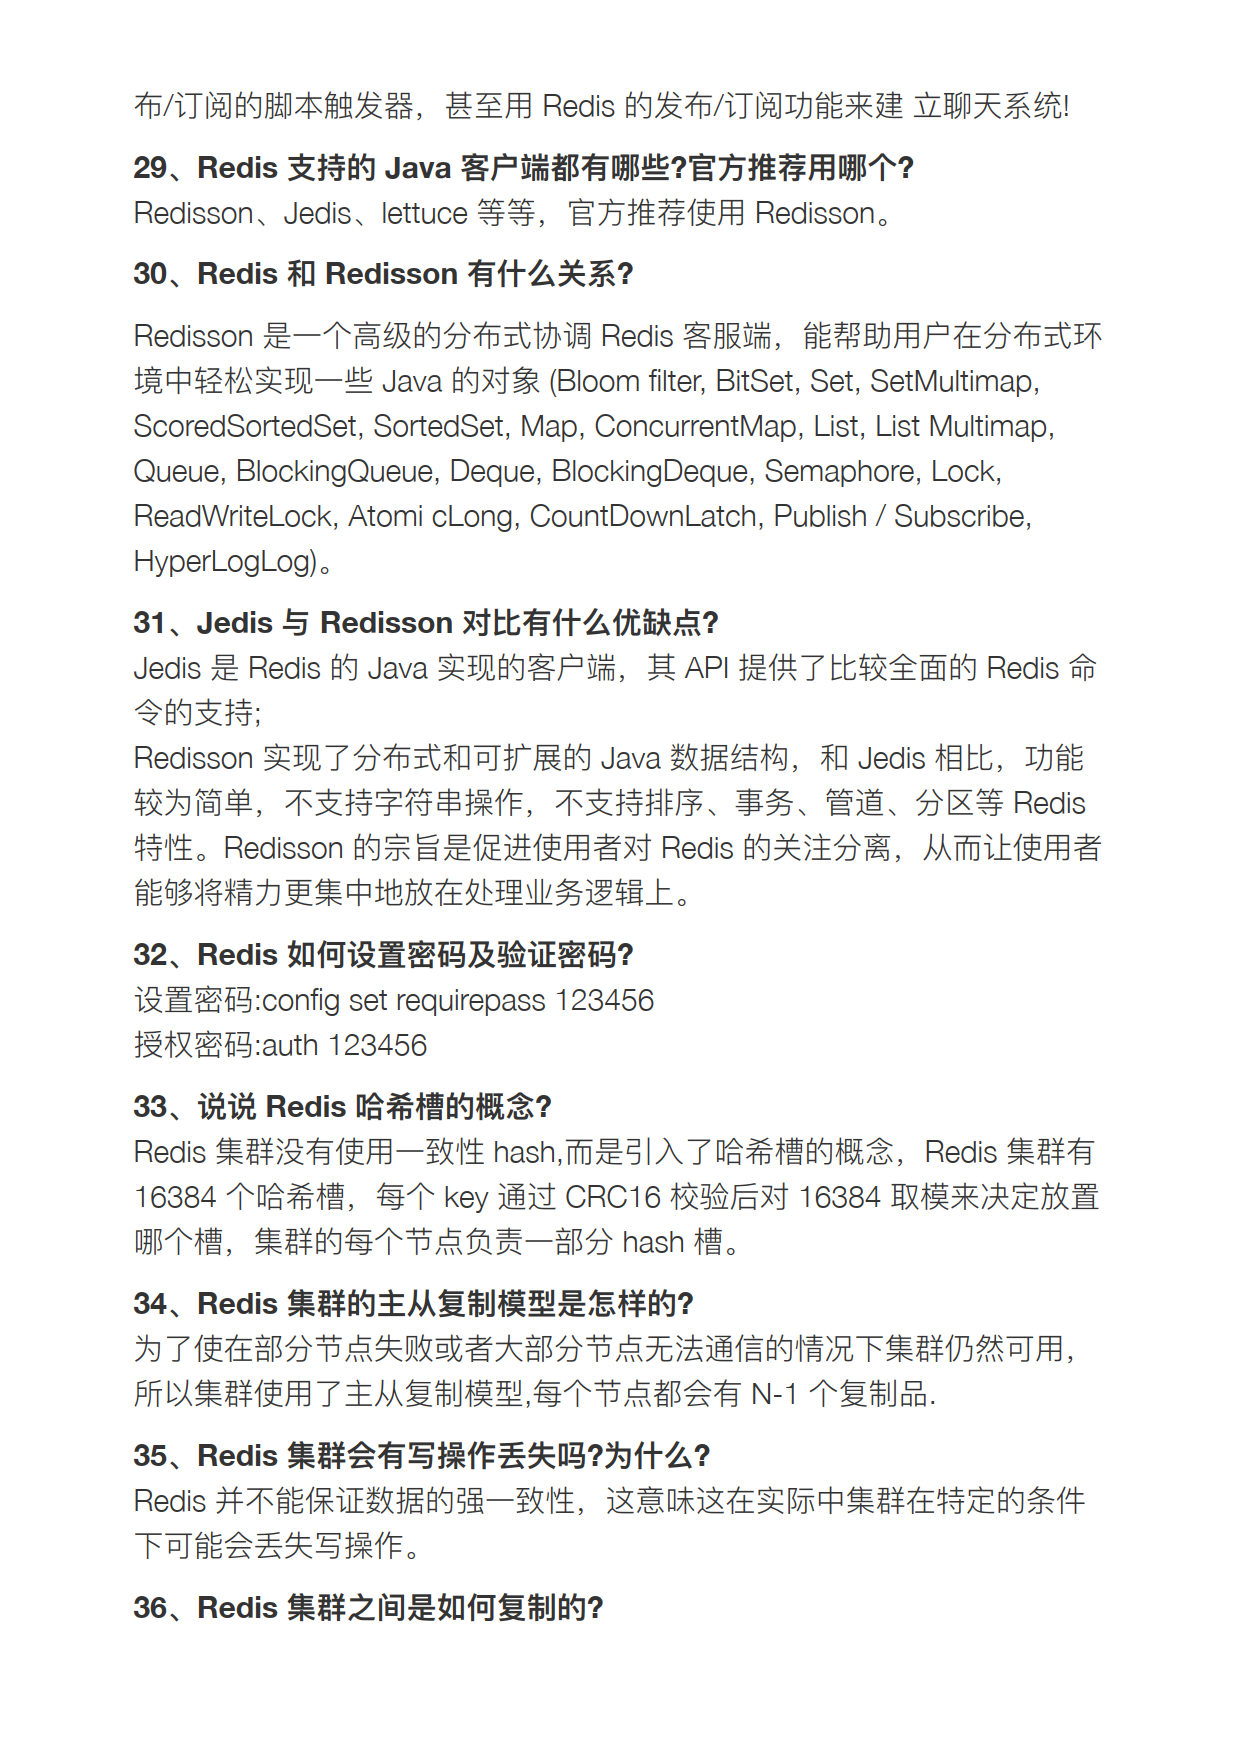 布/订阅的脚本触发器，甚至用 Redis 的发布/订阅功能来建 立聊天系统!
29、Redis 支持的 Java 客户端都有哪些?官方推荐用哪个?
Redisson、Jedis、lettuce 等等，官方推荐使用 Redisson。
30、Redis 和 Redisson 有什么关系?
Redisson 是一个高级的分布式协调 Redis 客服端，能帮助用户在分布式环
境中轻松实现一些 Java 的对象 (Bloom filter, BitSet, Set, SetMultimap,
ScoredSortedSet, SortedSet, Map, ConcurrentMap, List, List Multimap,
Queue, BlockingQueue, Deque, BlockingDeque, Semaphore, Lock,
ReadWriteLock, Atomi cLong, CountDownLatch, Publish / Subscribe,
HyperLogLog)。
31、Jedis 与 Redisson 对比有什么优缺点?
Jedis 是 Redis 的 Java 实现的客户端，其 API 提供了比较全面的 Redis 命
令的支持;
Redisson 实现了分布式和可扩展的 Java 数据结构，和 Jedis 相比，功能
较为简单，不支持字符串操作，不支持排序、事务、管道、分区等 Redis
特性。Redisson 的宗旨是促进使用者对 Redis 的关注分离，从而让使用者
能够将精力更集中地放在处理业务逻辑上。
32、Redis 如何设置密码及验证密码?
设置密码:config set requirepass 123456
授权密码:auth 123456
33、说说 Redis 哈希槽的概念?
Redis 集群没有使用一致性 hash,而是引入了哈希槽的概念，Redis 集群有
16384 个哈希槽，每个 key 通过 CRC16 校验后对 16384 取模来决定放置
哪个槽，集群的每个节点负责一部分 hash 槽。
34、Redis 集群的主从复制模型是怎样的?
为了使在部分节点失败或者大部分节点无法通信的情况下集群仍然可用，
所以集群使用了主从复制模型,每个节点都会有 N-1 个复制品.
35、Redis 集群会有写操作丢失吗?为什么?
Redis 并不能保证数据的强一致性，这意味这在实际中集群在特定的条件
下可能会丢失写操作。
36、Redis 集群之间是如何复制的?